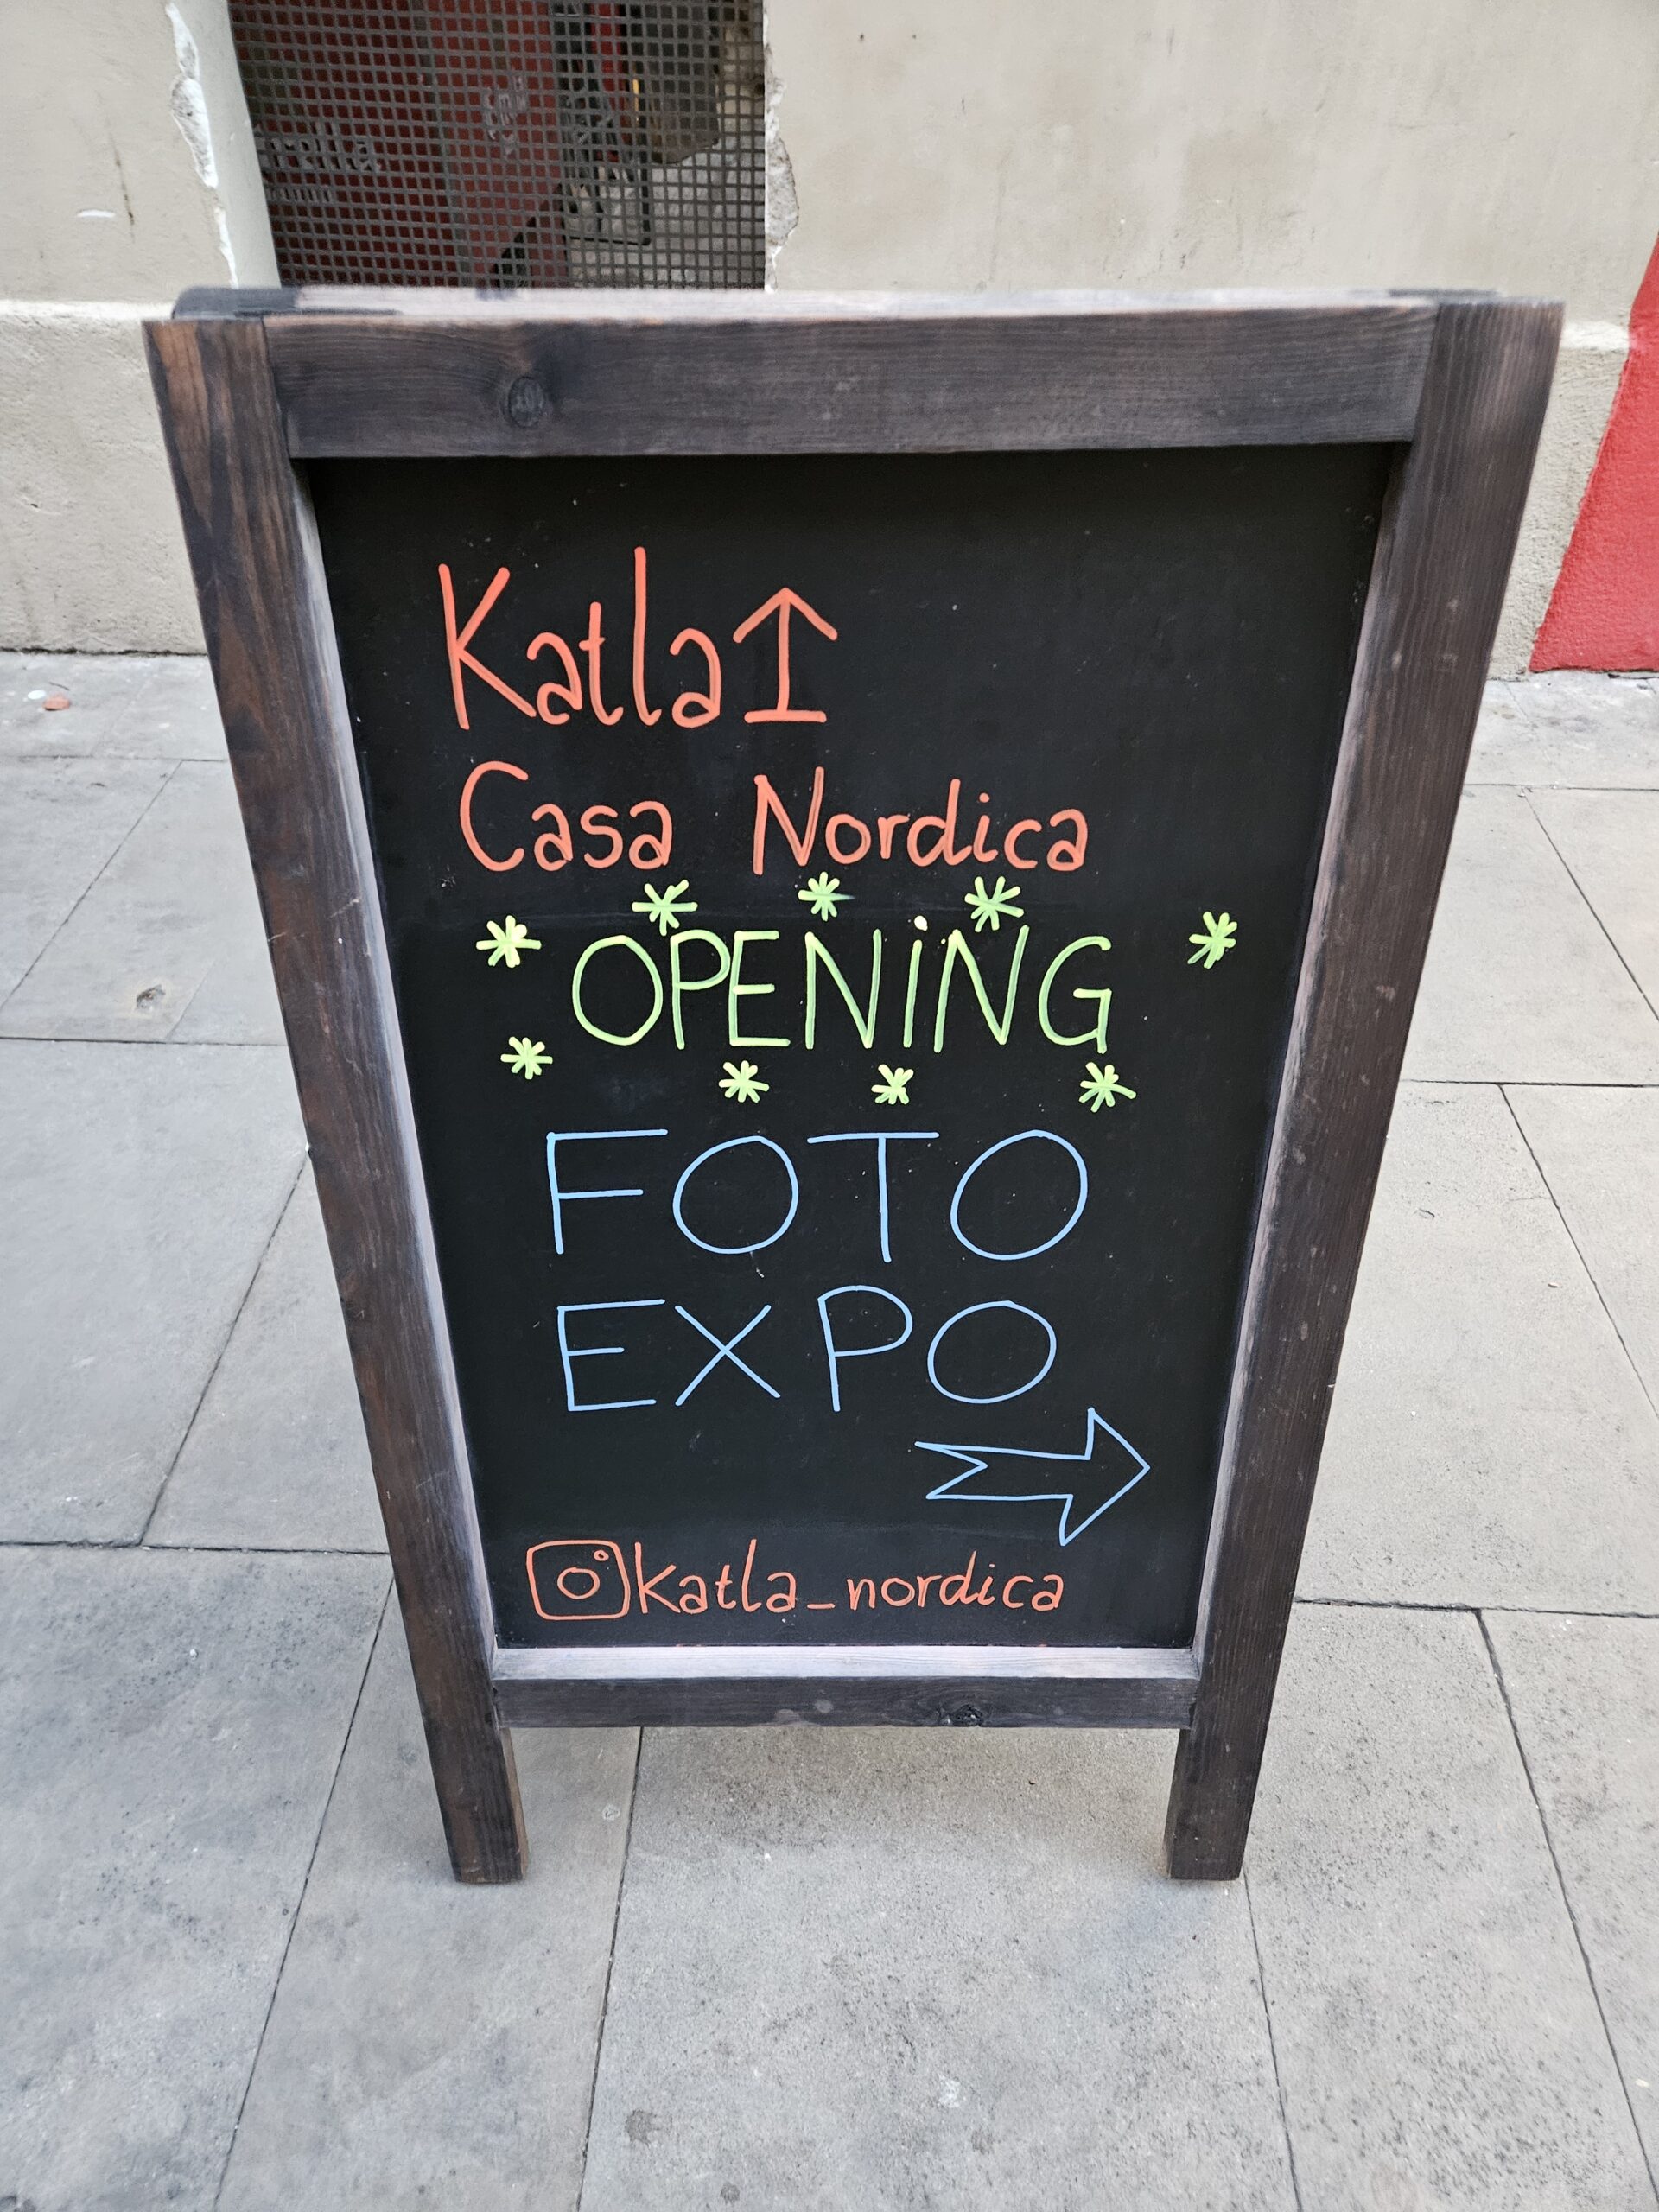 Katla↑
Casa Nordica
OPENiNG
FOTO
EXPO
katla_nordica